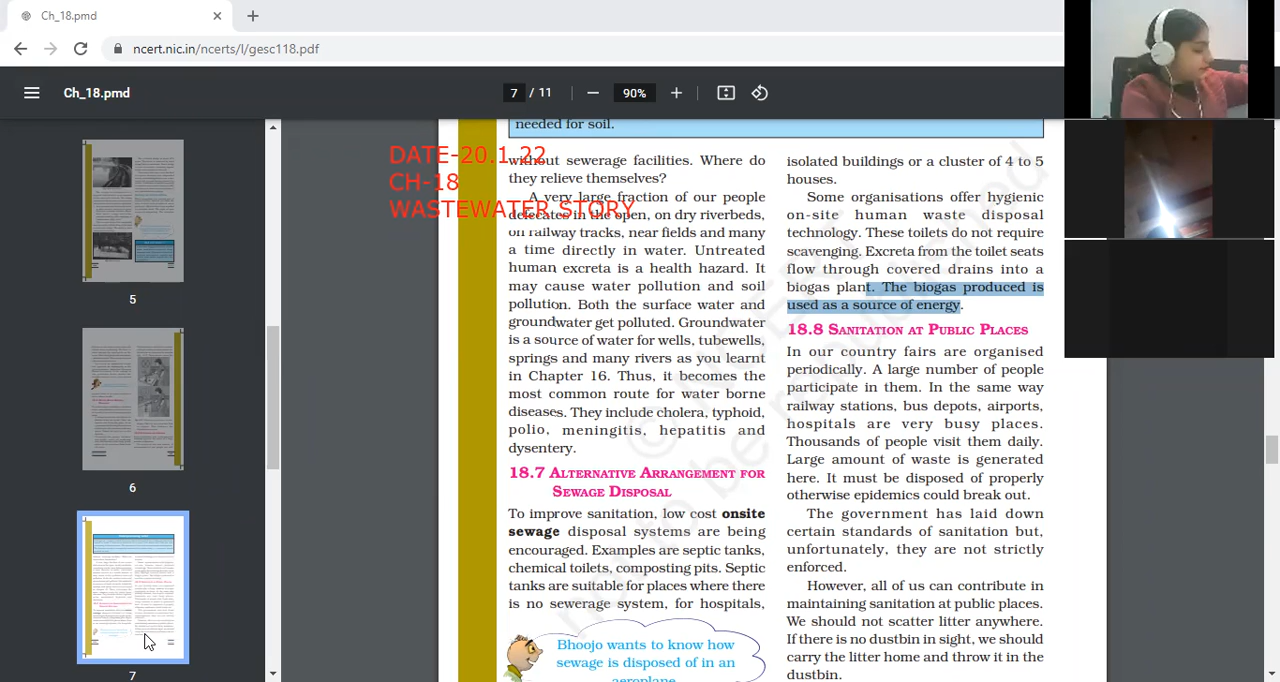 Ch_18.pmd
ncert.nic.in/ncerts/l/gesc118.pdf
Ch_18.pmd
7 / 11
90%
5
6
7
DATE-20.1.22
CH-18
WASTEWATER STORY
needed for soil.
without sewerage facilities. Where do
they relieve themselves?
A very large fraction of our people
defecates in the open, on dry riverbeds,
on railway tracks, near fields and many
a time directly in water. Untreated
human excreta is a health hazard. It
may cause water pollution and soil
pollution. Both the surface water and
groundwater get polluted. Groundwater
is a source of water for wells, tubewells,
springs and many rivers as you learnt
in Chapter 16. Thus, it becomes the
most common route for water borne
diseases. They include cholera, typhoid,
polio, meningitis, hepatitis and
dysentery.
18.7 ALTERNATIVE ARRANGEMENT FOR
SEWAGE DISPOSAL
To improve sanitation, low cost onsite
sewage disposal systems are being
encouraged. Examples are septic tanks,
chemical toilets, composting pits. Septic
tanks are suitable for places where there
is no sewerage system, for hospitals,
Bhoojo wants to know how
sewage is disposed of in an
aeroplane.
isolated buildings or a cluster of 4 to 5
houses.
Some organisations offer hygienic
on-site human waste disposal
technology. These toilets do not require
scavenging. Excreta from the toilet seats
flow through covered drains into a
biogas plant. The biogas produced is
used as a source of energy.
18.8 SANITATION AT PUBLIC PLACES
In our country fairs are organised
periodically. A large number of people
participate in them. In the same way
railway stations, bus depots, airports,
hospitals are very busy places.
Thousands of people visit them daily.
Large amount of waste is generated
here. It must be disposed of properly
otherwise epidemics could break out.
The government has laid down
certain standards of sanitation but,
unfortunately, they are not strictly
enforced.
However, all of us can contribute in
maintaining sanitation at public places.
We should not scatter litter anywhere.
If there is no dustbin in sight, we should
carry the litter home and throw it in the
dustbin.